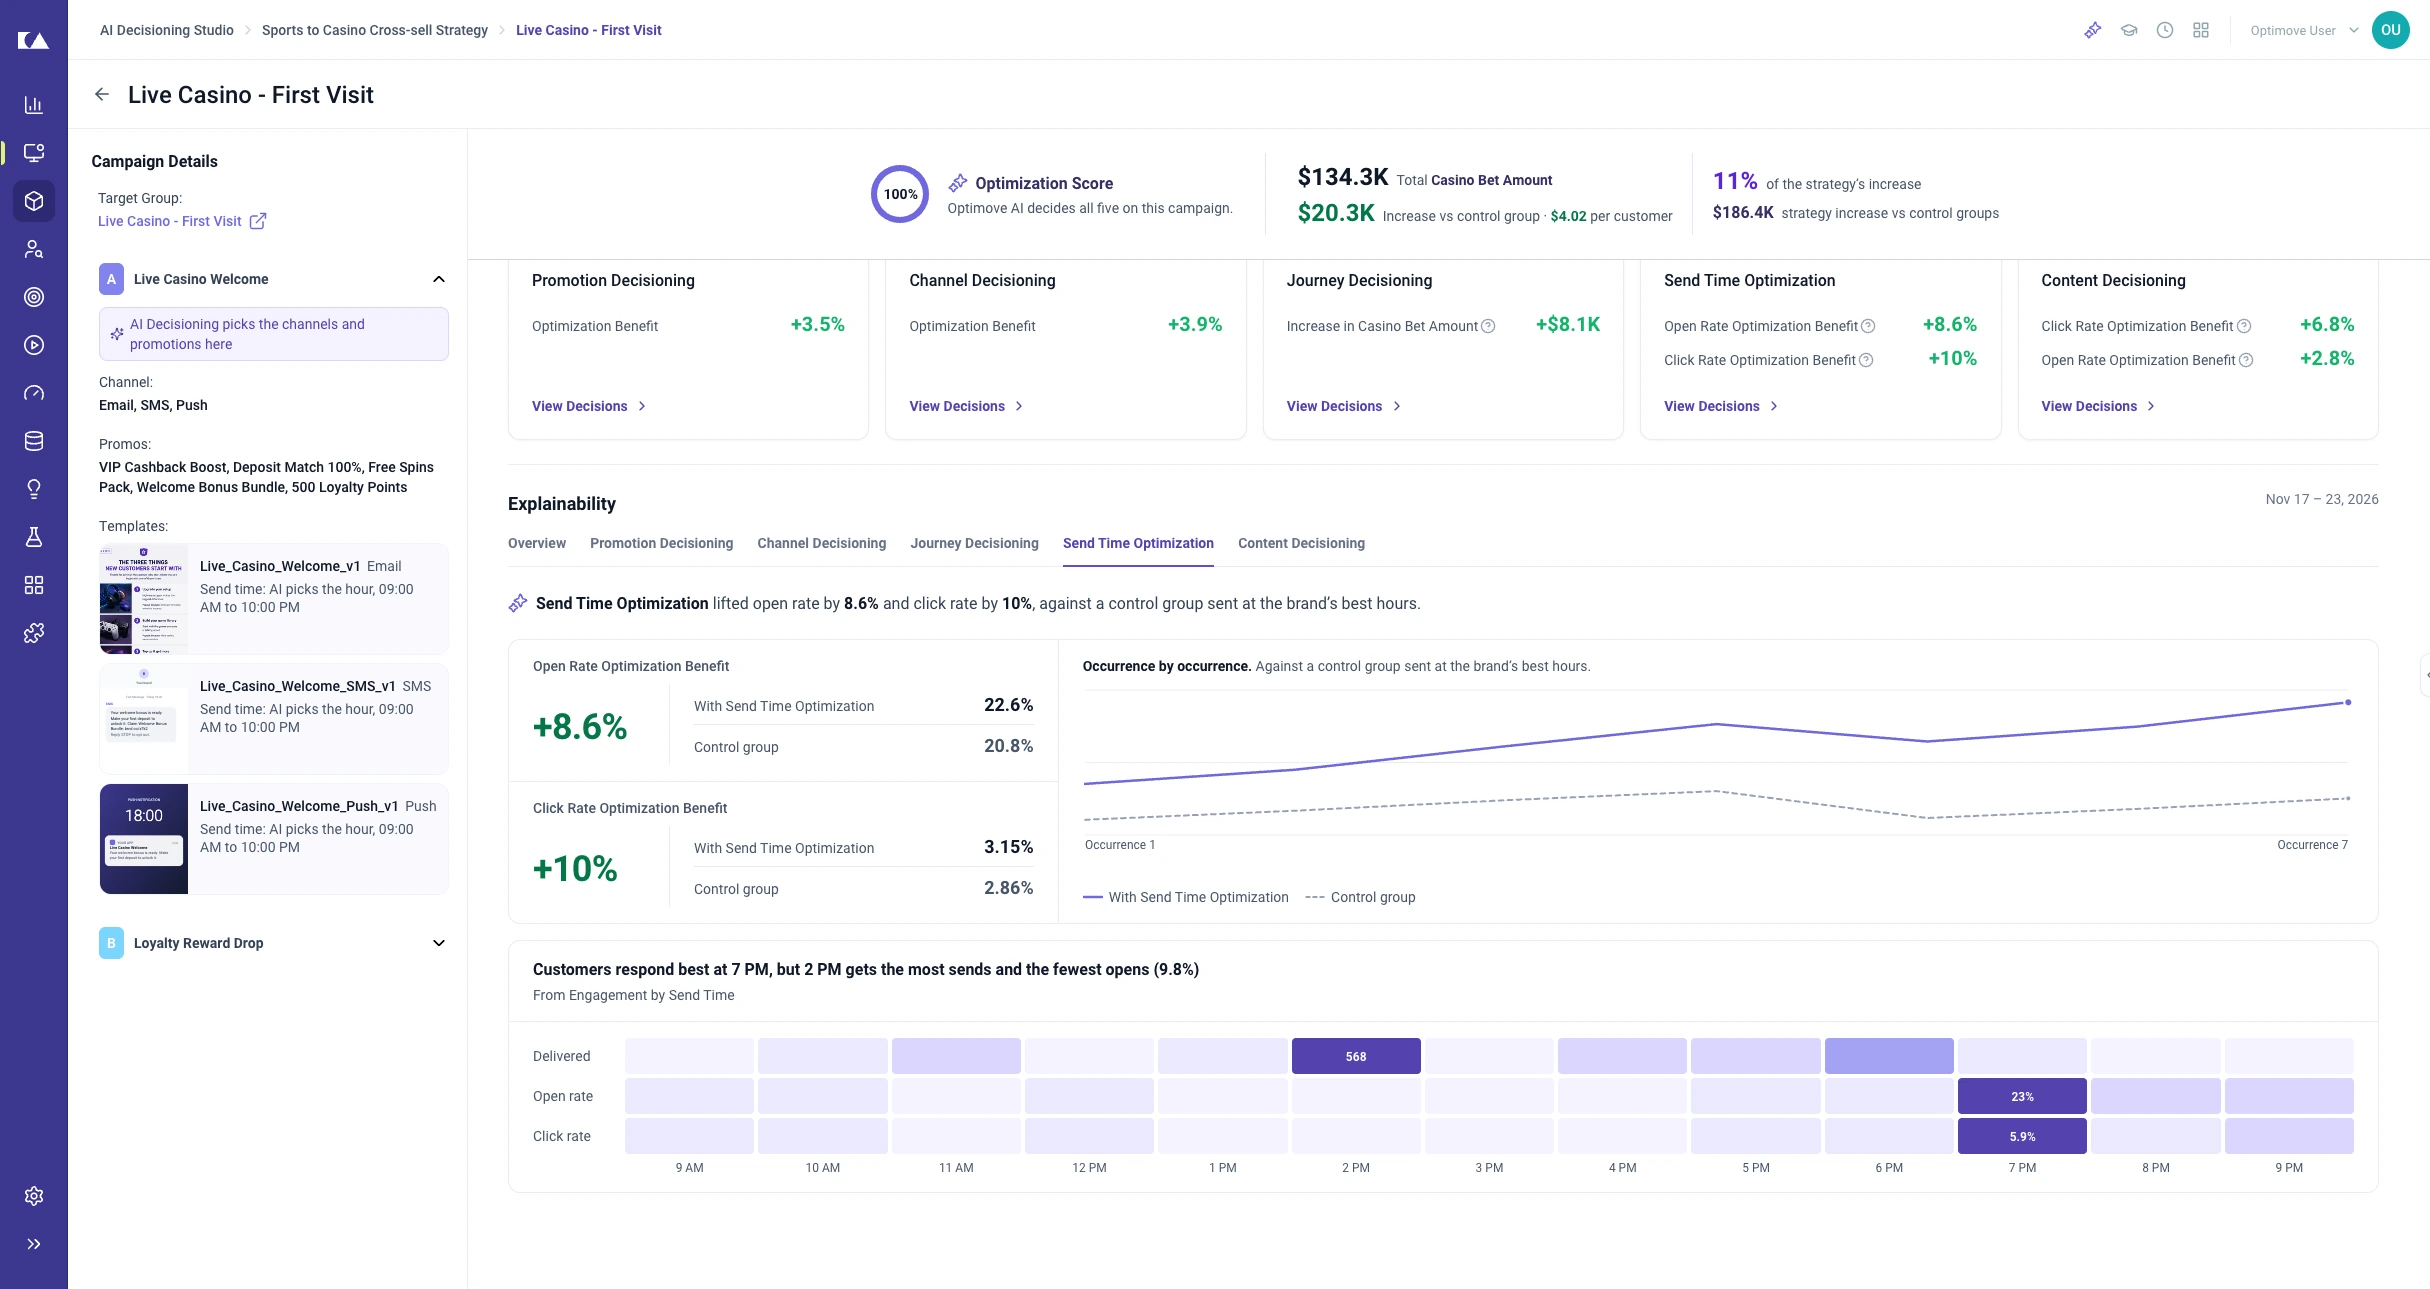 AI Decisioning Studio > Sports to Casino Cross-sell Strategy > Live Casino - First Visit
Optimove User
OU
Live Casino - First Visit
Campaign Details
Target Group:
Live Casino - First Visit
A Live Casino Welcome
AI Decisioning picks the channels and
promotions here
Channel:
Email, SMS, Push
Promos:
VIP Cashback Boost, Deposit Match 100%, Free Spins
Pack, Welcome Bonus Bundle, 500 Loyalty Points
Templates:
THE THREE THINGS
NEW CUSTOMERS START WITH
Live_Casino_Welcome_v1 Email
Send time: AI picks the hour, 09:00
AM to 10:00 PM
Live_Casino_Welcome_SMS_v1 SMS
Send time: AI picks the hour, 09:00
AM to 10:00 PM
18:00
Live_Casino_Welcome_Push_v1 Push
Send time: AI picks the hour, 09:00
AM to 10:00 PM
B Loyalty Reward Drop
100%
Optimization Score
Optimove AI decides all five on this campaign.
$134.3K Total Casino Bet Amount
$20.3K Increase vs control group · $4.02 per customer
11% of the strategy's increase
$186.4K strategy increase vs control groups
Promotion Decisioning
Optimization Benefit +3.5%
View Decisions
Channel Decisioning
Optimization Benefit +3.9%
View Decisions
Journey Decisioning
Increase in Casino Bet Amount +$8.1K
View Decisions
Send Time Optimization
Open Rate Optimization Benefit +8.6%
Click Rate Optimization Benefit +10%
View Decisions
Content Decisioning
Click Rate Optimization Benefit +6.8%
Open Rate Optimization Benefit +2.8%
View Decisions
Explainability
Nov 17 – 23, 2026
Overview Promotion Decisioning Channel Decisioning Journey Decisioning Send Time Optimization Content Decisioning
Send Time Optimization lifted open rate by 8.6% and click rate by 10%, against a control group sent at the brand's best hours.
Open Rate Optimization Benefit
+8.6%
With Send Time Optimization 22.6%
Control group 20.8%
Click Rate Optimization Benefit
+10%
With Send Time Optimization 3.15%
Control group 2.86%
Occurrence by occurrence. Against a control group sent at the brand's best hours.
Occurrence 1 Occurrence 7
With Send Time Optimization Control group
Customers respond best at 7 PM, but 2 PM gets the most sends and the fewest opens (9.8%)
From Engagement by Send Time
Delivered 568
Open rate 23%
Click rate 5.9%
9 AM 10 AM 11 AM 12 PM 1 PM 2 PM 3 PM 4 PM 5 PM 6 PM 7 PM 8 PM 9 PM